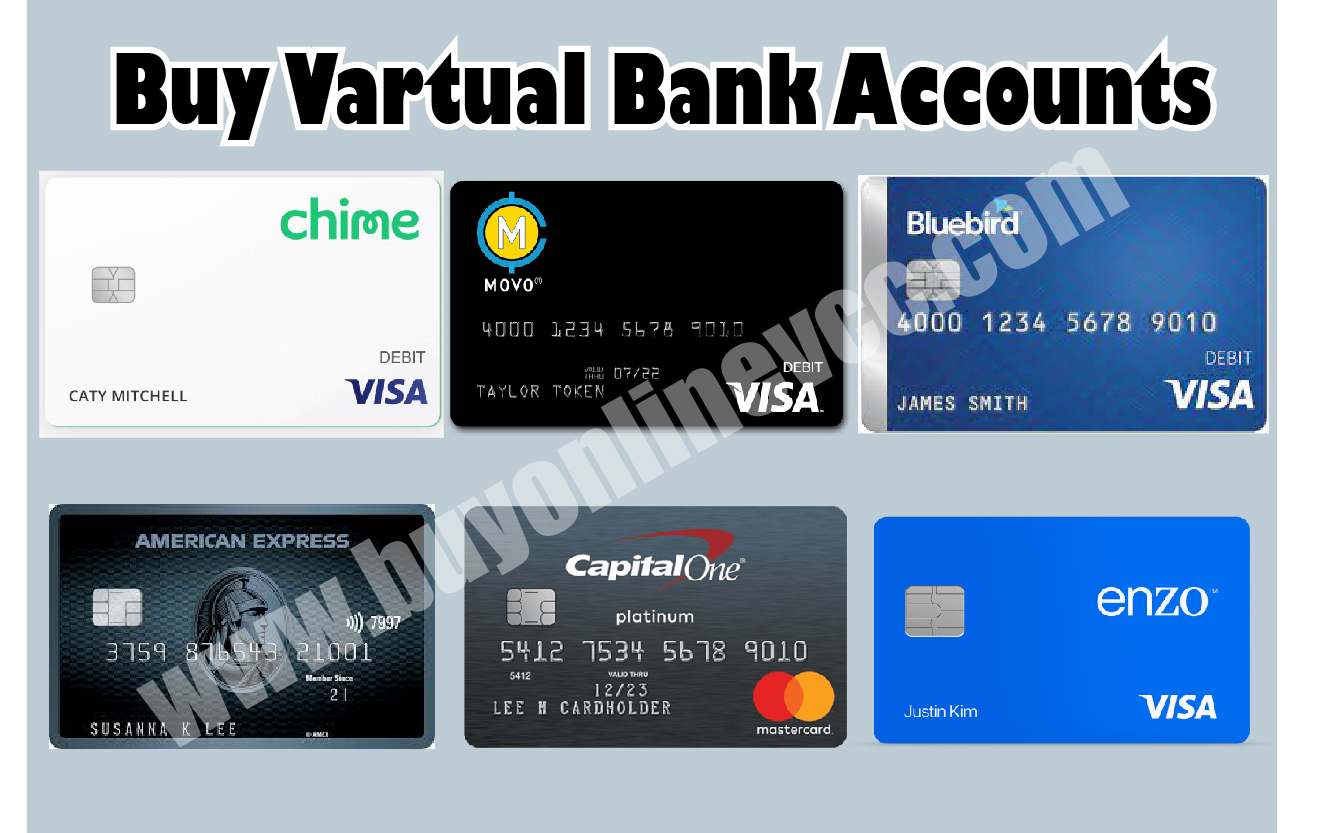 Buy Vartual Bank Accounts
chime
DEBIT
CATY MITCHELL
VISA
M
MOVO
4000 1234 5678 9010
VALID THRU 07/22
DEBIT
TAYLOR TOKEN
VISA
Bluebird
4000 1234 5678 9010
DEBIT
JAMES SMITH
VISA
www.buyonlinevcc.com
AMERICAN EXPRESS
7997
3759 876543 21001
Member Since
21
SUSANNA K LEE
CapitalOne®
platinum
5412 7534 5678 9010
5412
VALID THRU
12/23
LEE M CARDHOLDER
mastercard.
enzo™
Justin Kim
VISA